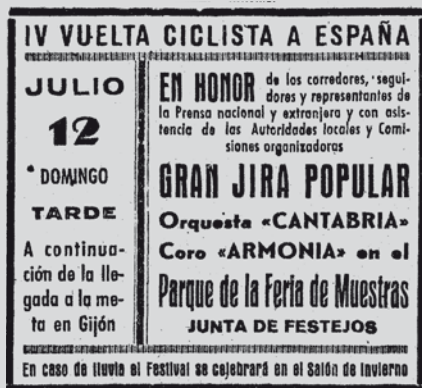 IV VUELTA CICLISTA A ESPAÑA
JULIO
12
DOMINGO
TARDE
A continua-
ción de la lle-
gada a la me-
ta en Gijón
EN HONOR de los corredores, segui-
dores y representantes de
la Prensa nacional y extranjera y con asis-
tencia de las Autoridades locales y Comi-
siones organizadoras
GRAN JIRA POPULAR
Orquesta «CANTABRIA»
Coro «ARMONIA» en el
Parque de la Feria de Muestras
JUNTA DE FESTEJOS
En caso de lluvia el Festival se celebrará en el Salón de Invierno